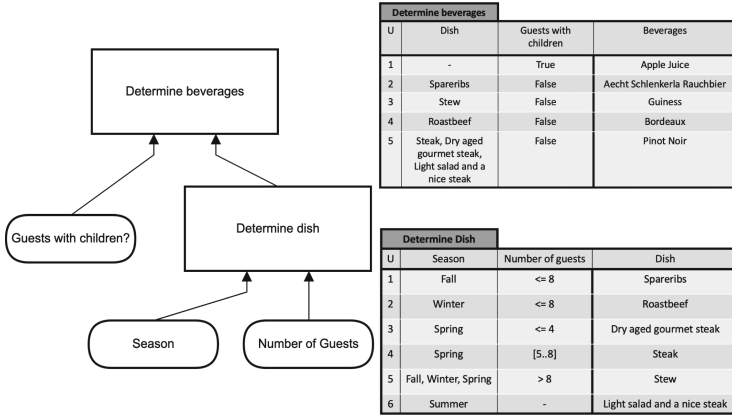 Determine beverages
Determine dish
Guests with children?
Season
Number of Guests
Determine beverages
U Dish Guests with children Beverages
1 - True Apple Juice
2 Spareribs False Aecht Schlenkerla Rauchbier
3 Stew False Guiness
4 Roastbeef False Bordeaux
5 Steak, Dry aged gourmet steak, Light salad and a nice steak False Pinot Noir
Determine Dish
U Season Number of guests Dish
1 Fall <= 8 Spareribs
2 Winter <= 8 Roastbeef
3 Spring <= 4 Dry aged gourmet steak
4 Spring [5..8] Steak
5 Fall, Winter, Spring > 8 Stew
6 Summer - Light salad and a nice steak